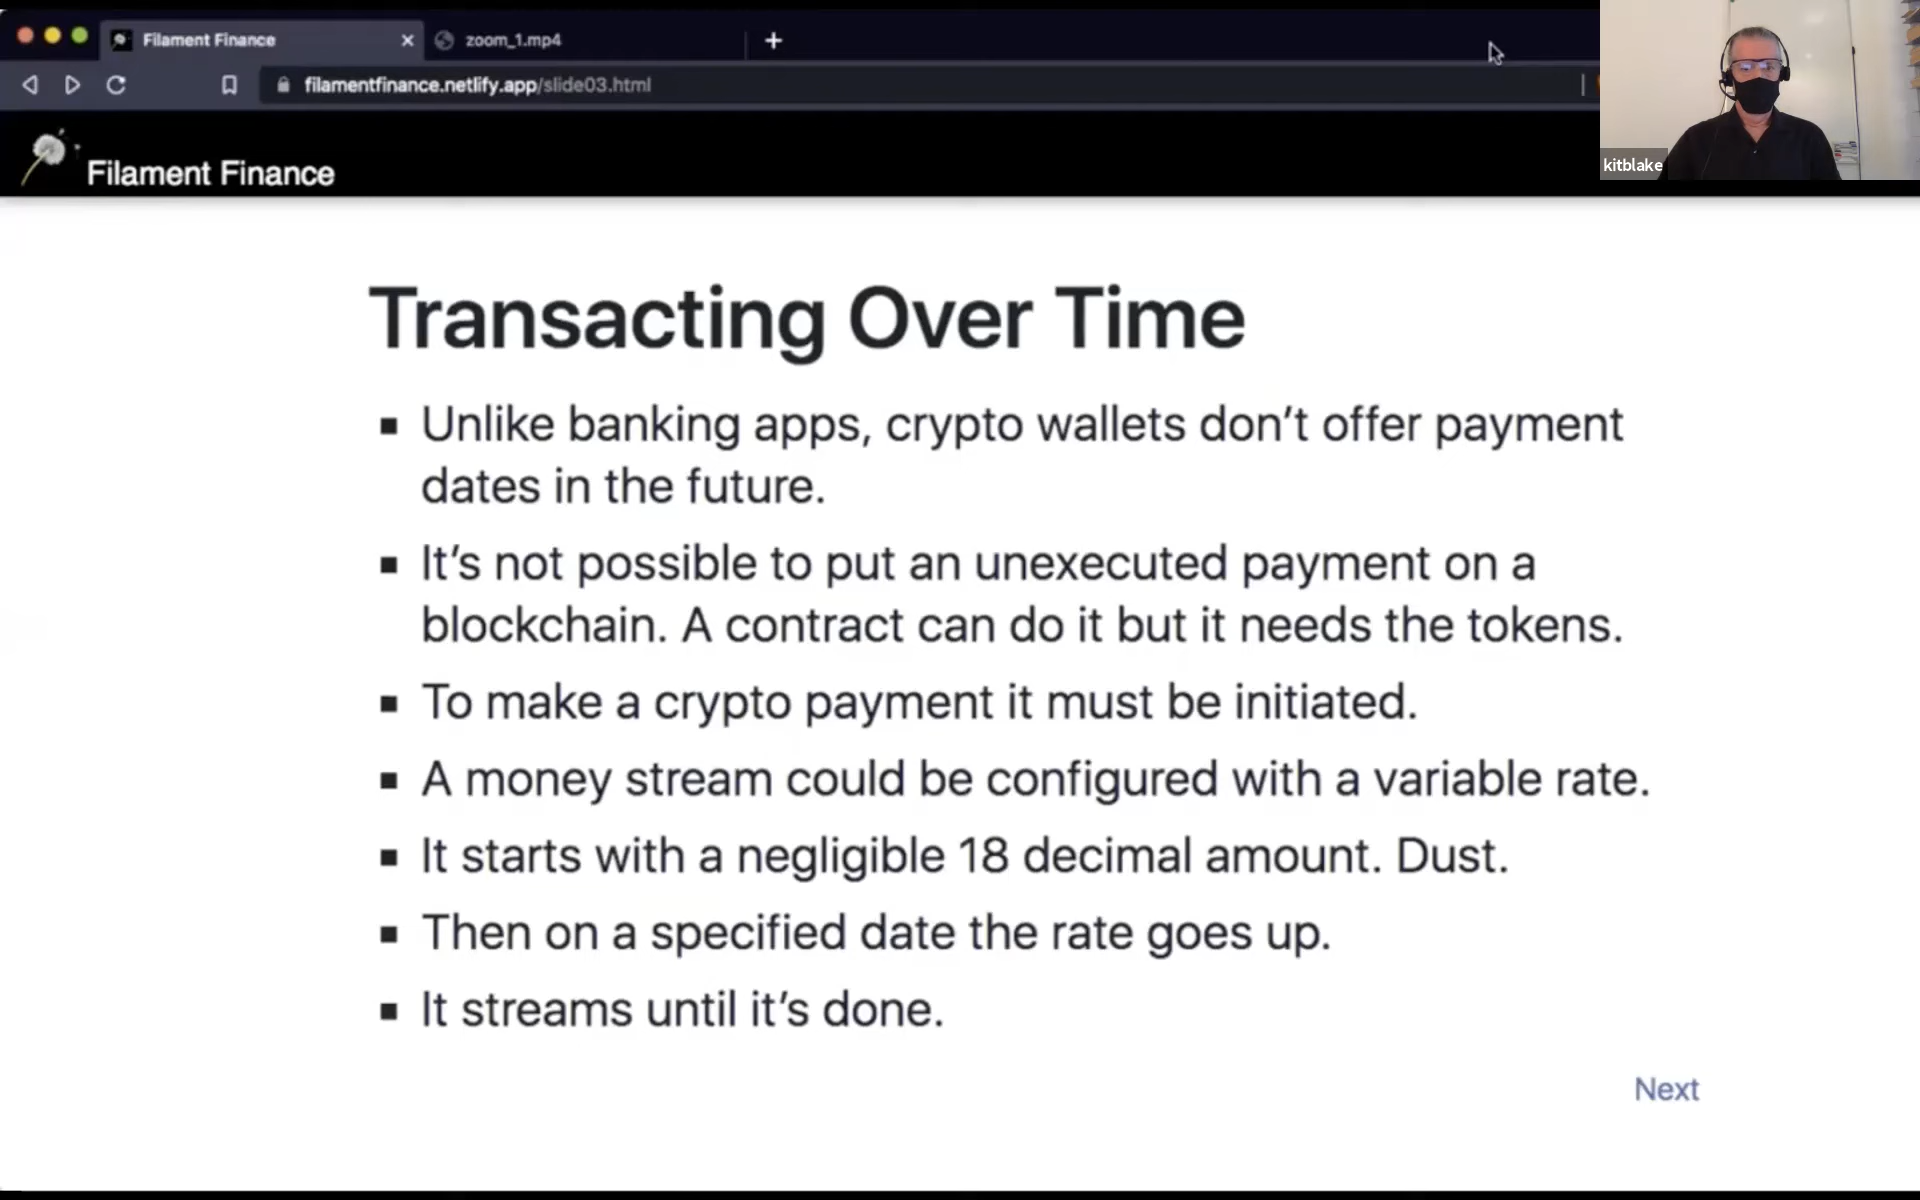 Filament Finance
zoom_1.mp4
filamentfinance.netlify.app/slide03.html
kitblake
Filament Finance
Transacting Over Time
Unlike banking apps, crypto wallets don’t offer payment
dates in the future.
It’s not possible to put an unexecuted payment on a
blockchain. A contract can do it but it needs the tokens.
To make a crypto payment it must be initiated.
A money stream could be configured with a variable rate.
It starts with a negligible 18 decimal amount. Dust.
Then on a specified date the rate goes up.
It streams until it’s done.
Next